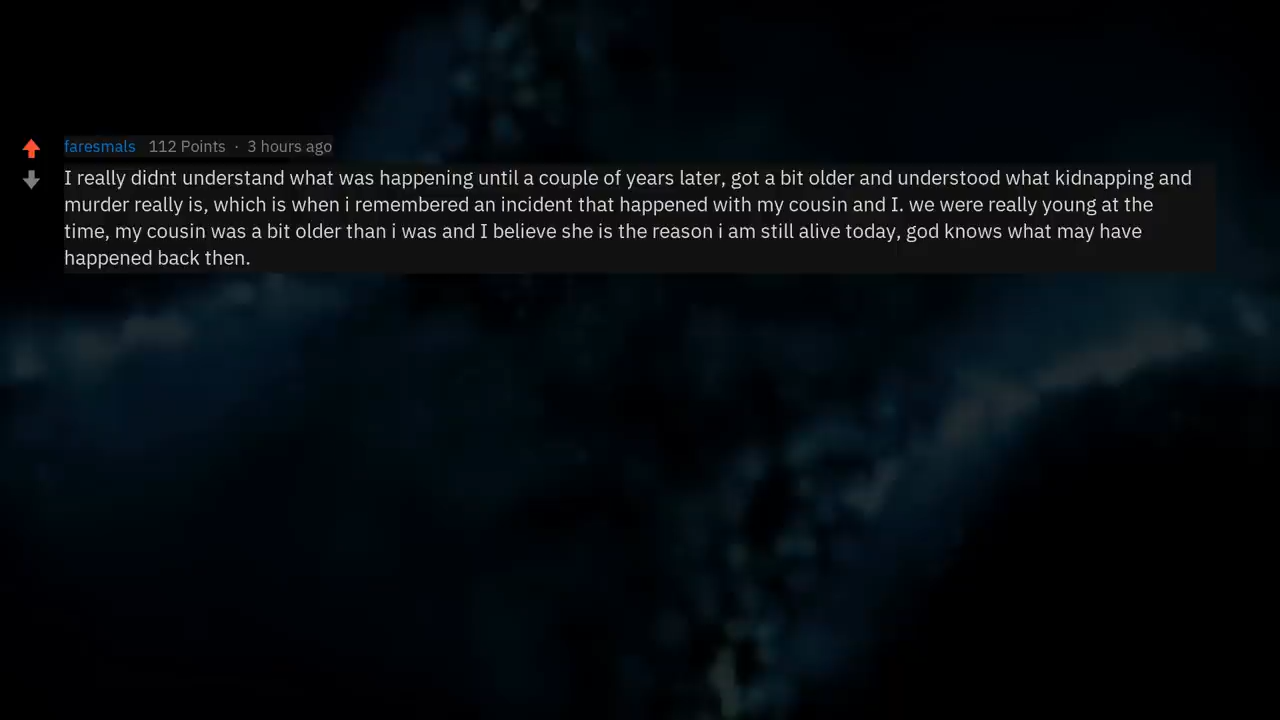 faresmals 112 Points · 3 hours ago
I really didnt understand what was happening until a couple of years later, got a bit older and understood what kidnapping and
murder really is, which is when i remembered an incident that happened with my cousin and I. we were really young at the
time, my cousin was a bit older than i was and I believe she is the reason i am still alive today, god knows what may have
happened back then.